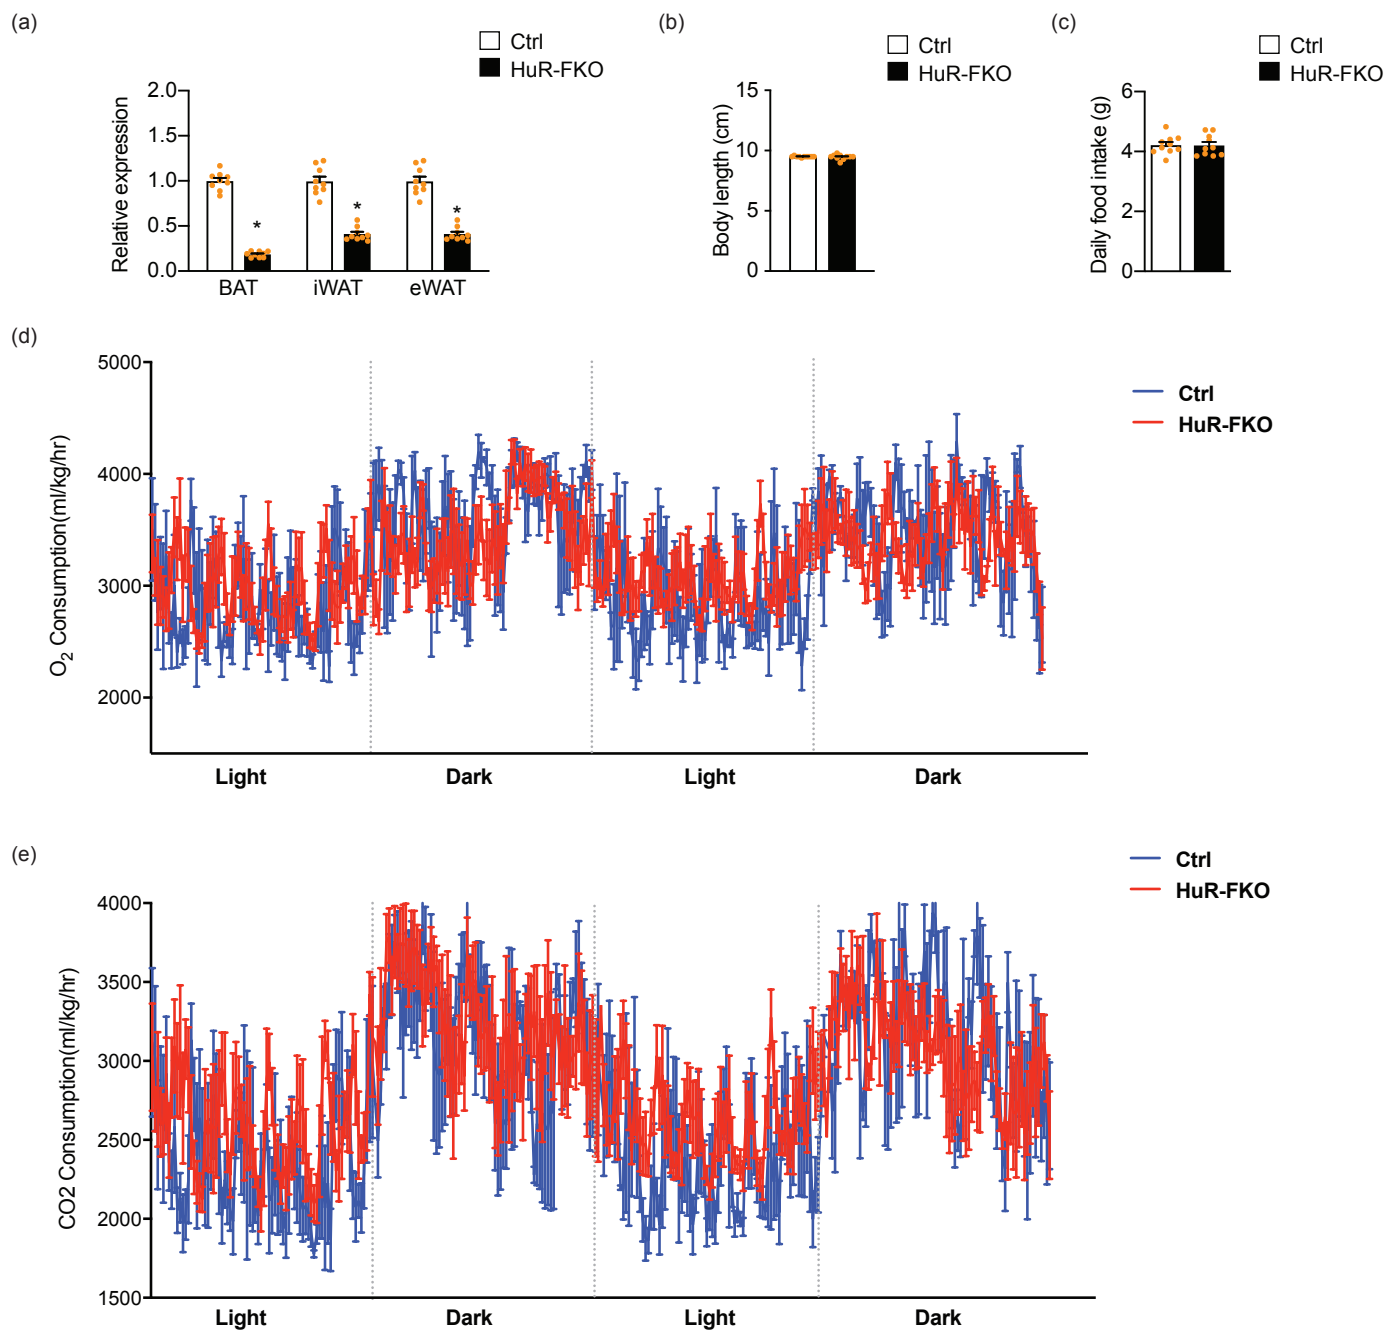 (a)
Ctrl
HuR-FKO
Relative expression
2.0
1.5
1.0
0.5
0.0
*
*
*
BAT
iWAT
eWAT
(b)
Ctrl
HuR-FKO
Body length (cm)
15
10
5
0
(c)
Ctrl
HuR-FKO
Daily food intake (g)
6
4
2
0
(d)
Ctrl
HuR-FKO
O2 Consumption(ml/kg/hr)
5000
4000
3000
2000
Light
Dark
Light
Dark
(e)
Ctrl
HuR-FKO
CO2 Consumption(ml/kg/hr)
4000
3500
3000
2500
2000
1500
Light
Dark
Light
Dark